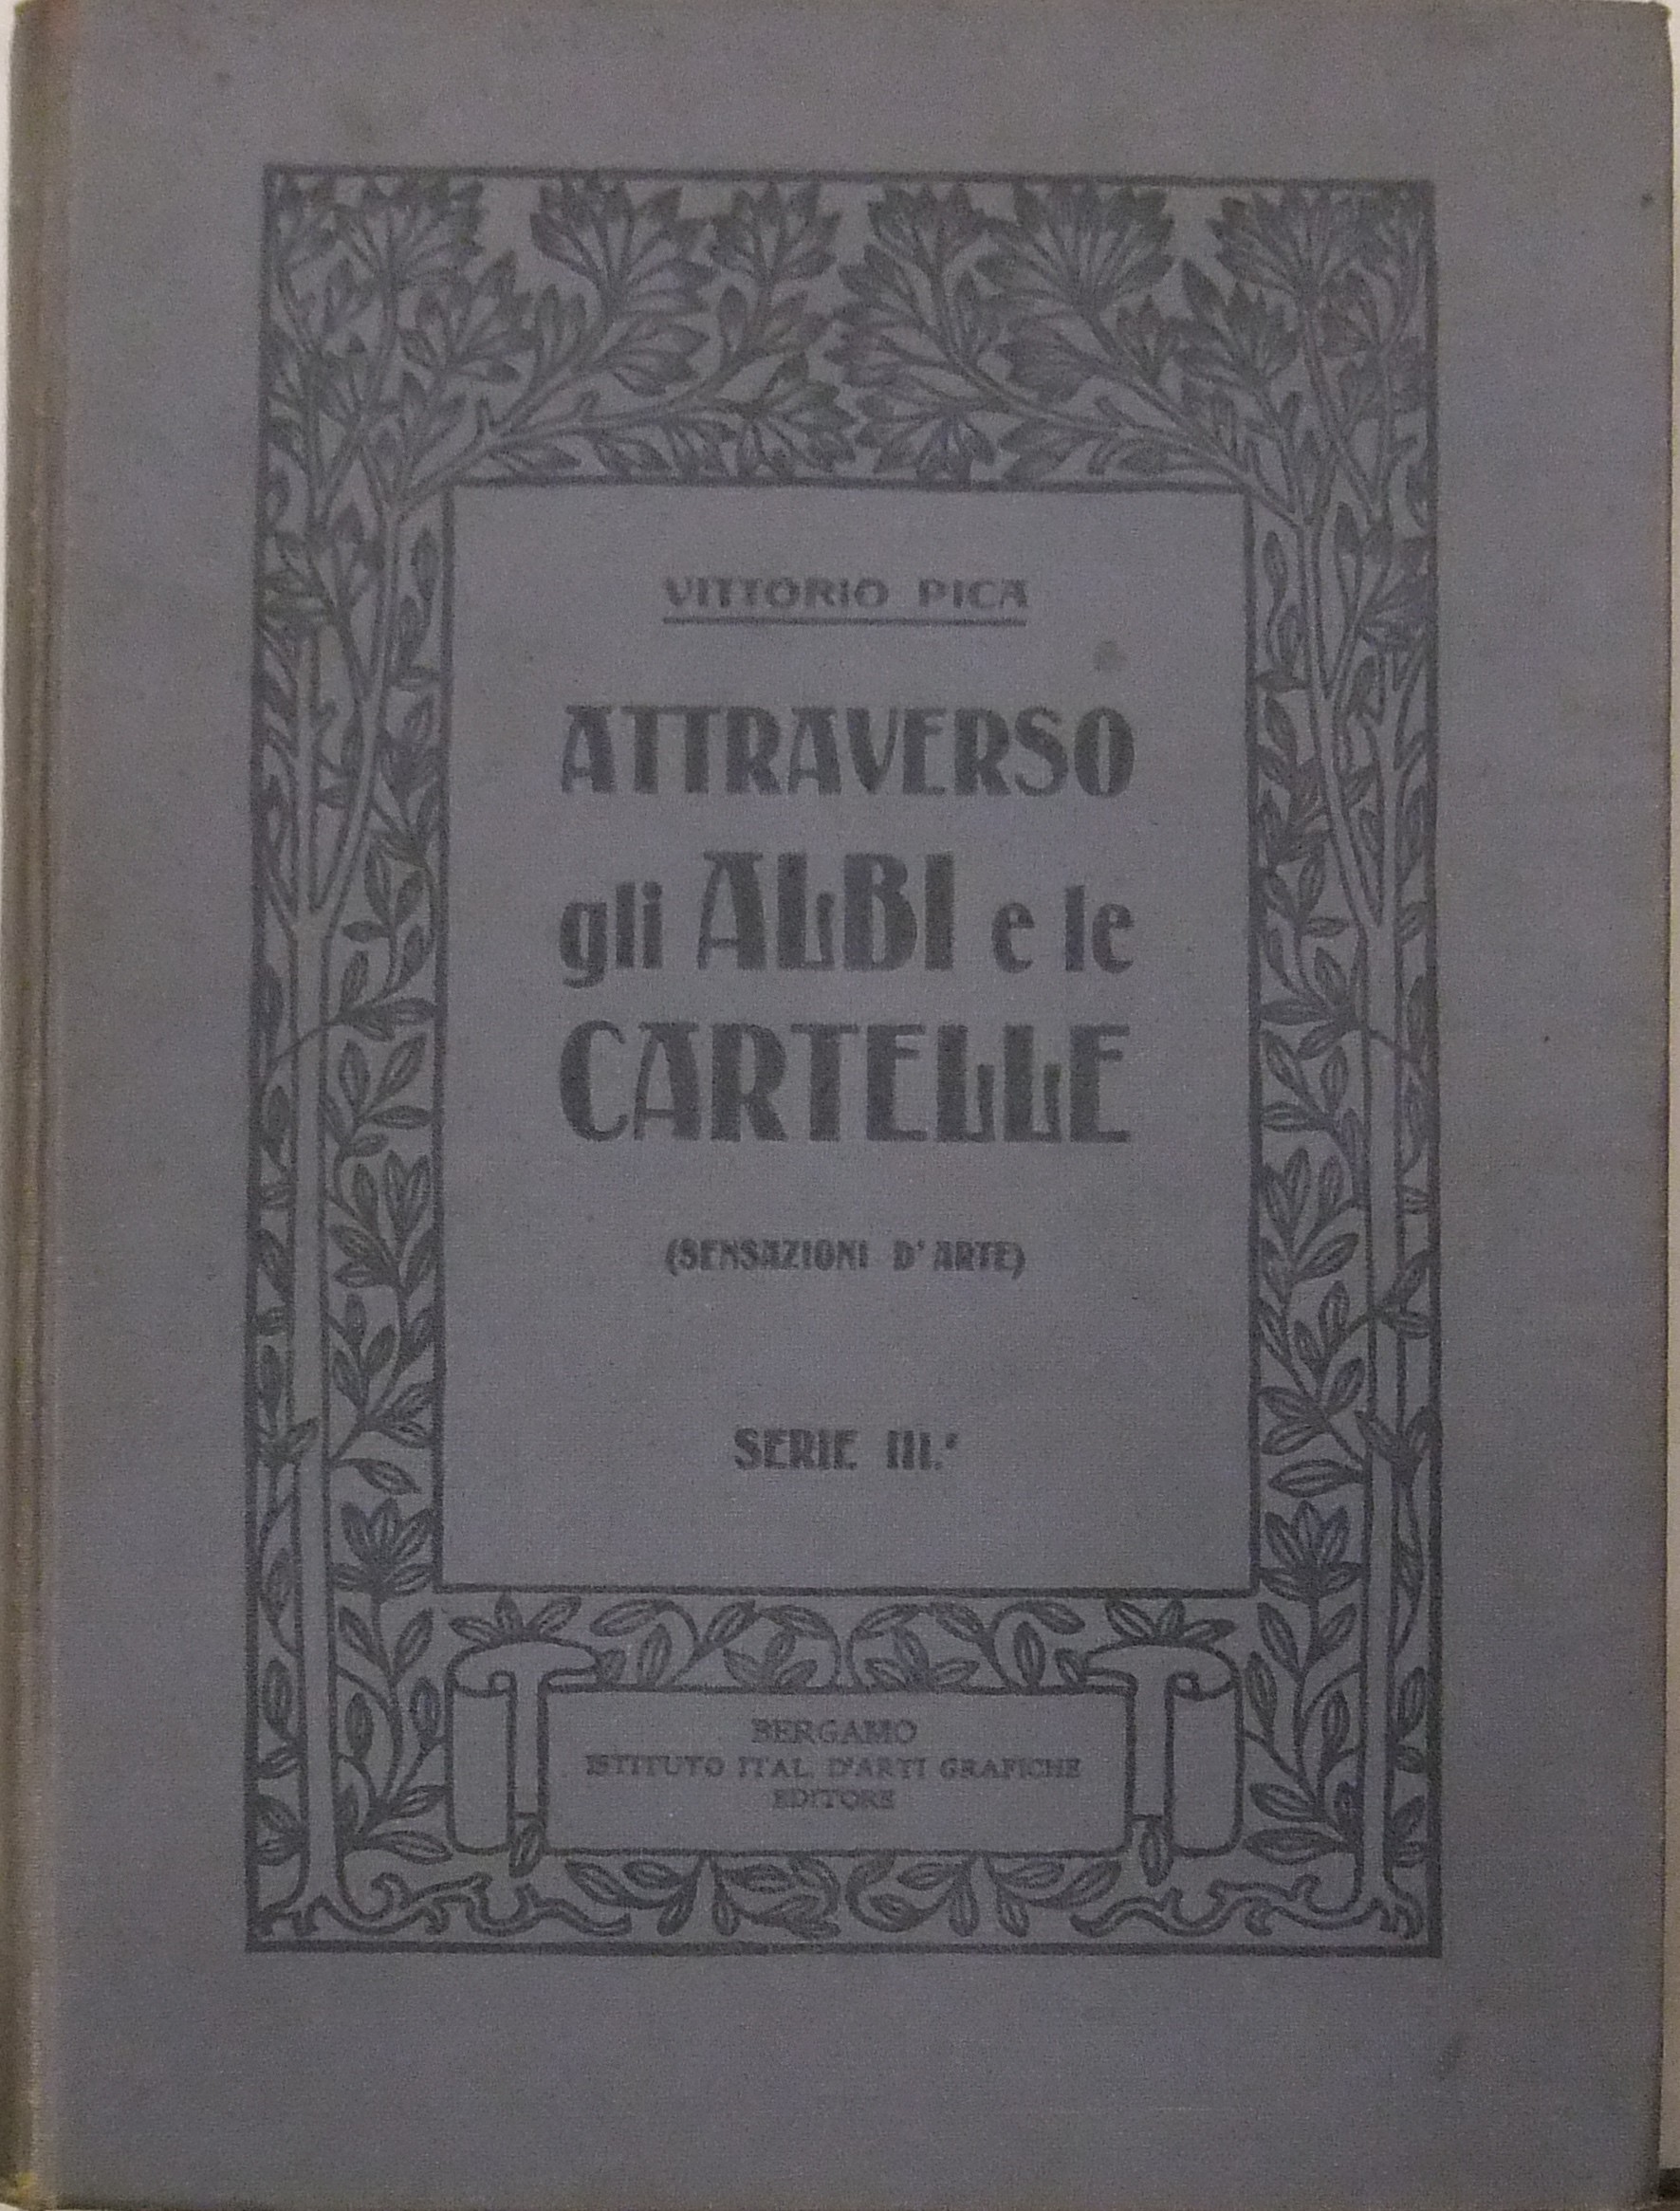 VITTORIO PICA
ATTRAVERSO
gli ALBI e le
CARTELLE
(SENSAZIONI D'ARTE)
SERIE III.ª
BERGAMO
ISTITUTO ITAL. D'ARTI GRAFICHE
EDITORE